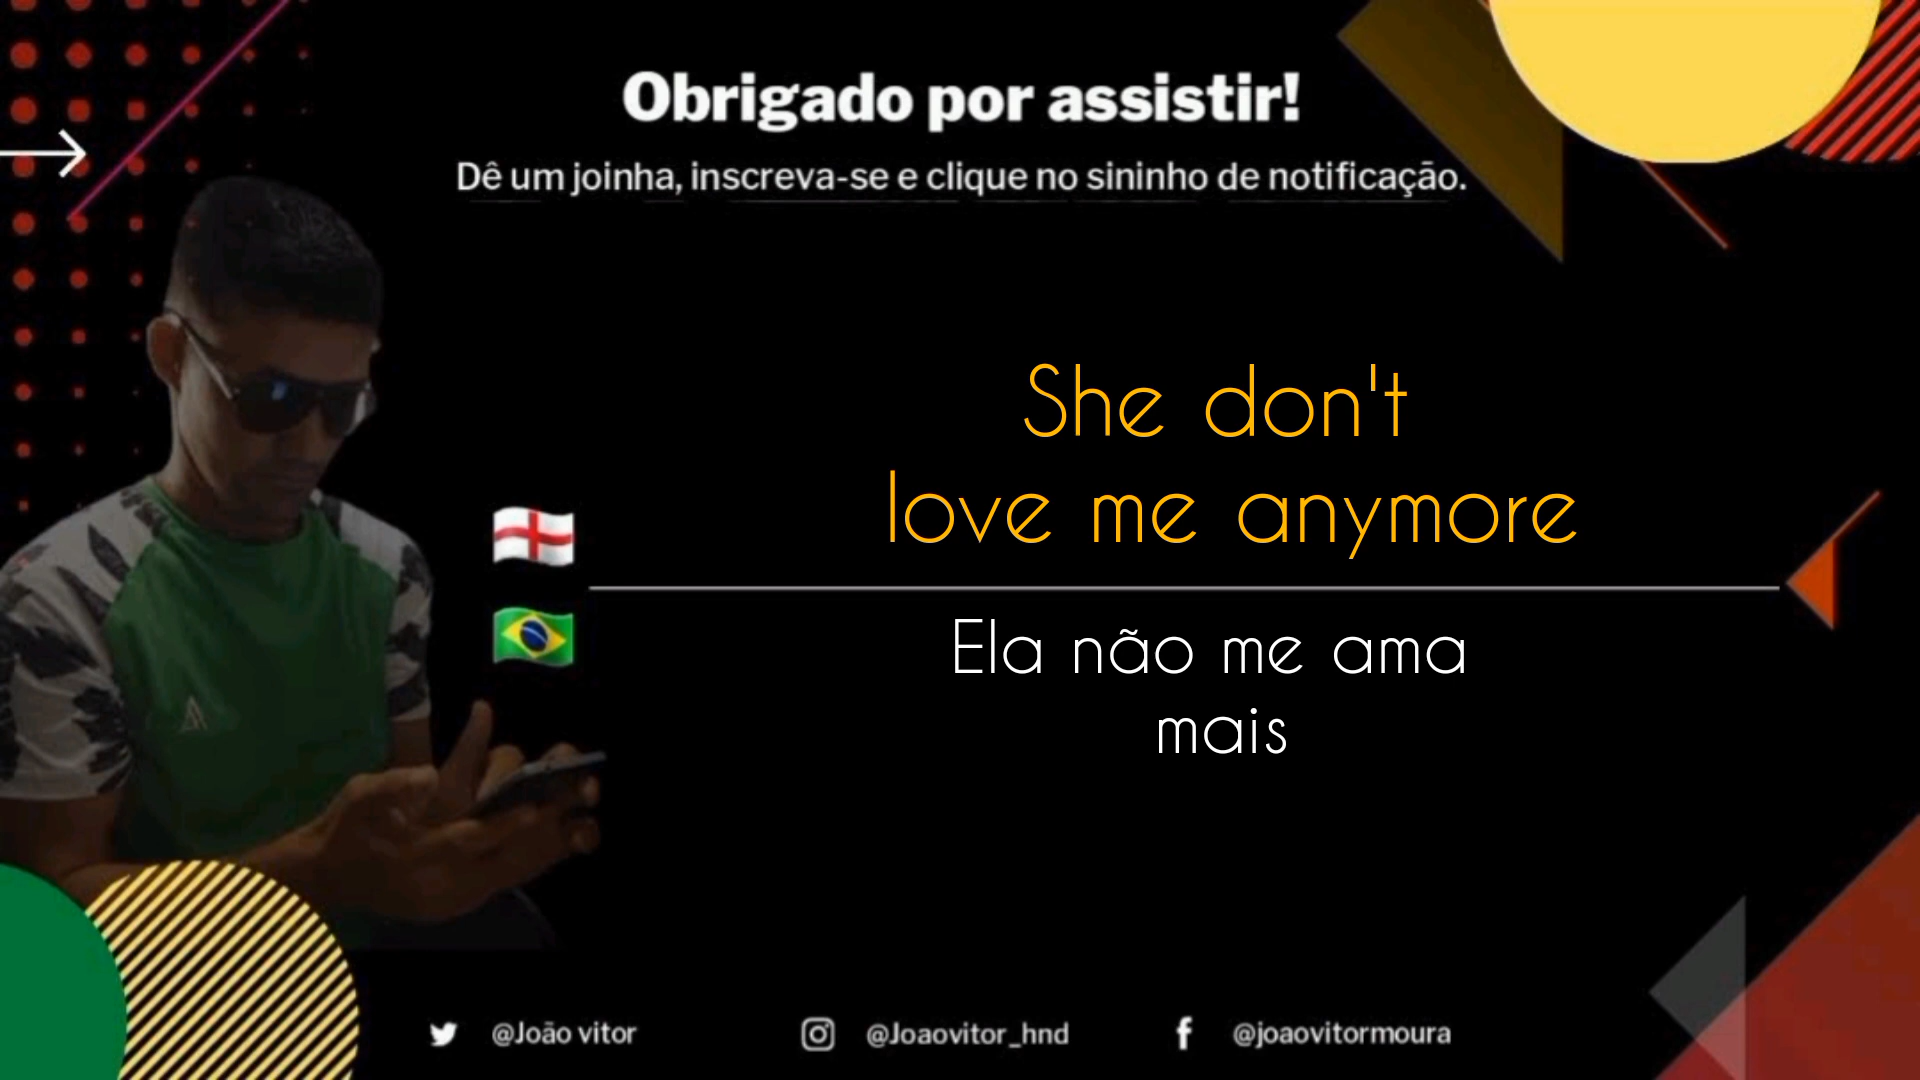 Obrigado por assistir!
Dê um joinha, inscreva-se e clique no sininho de notificação.
She don't
love me anymore
Ela não me ama
mais
@João vitor
@Joaovitor_hnd
@joaovitormoura